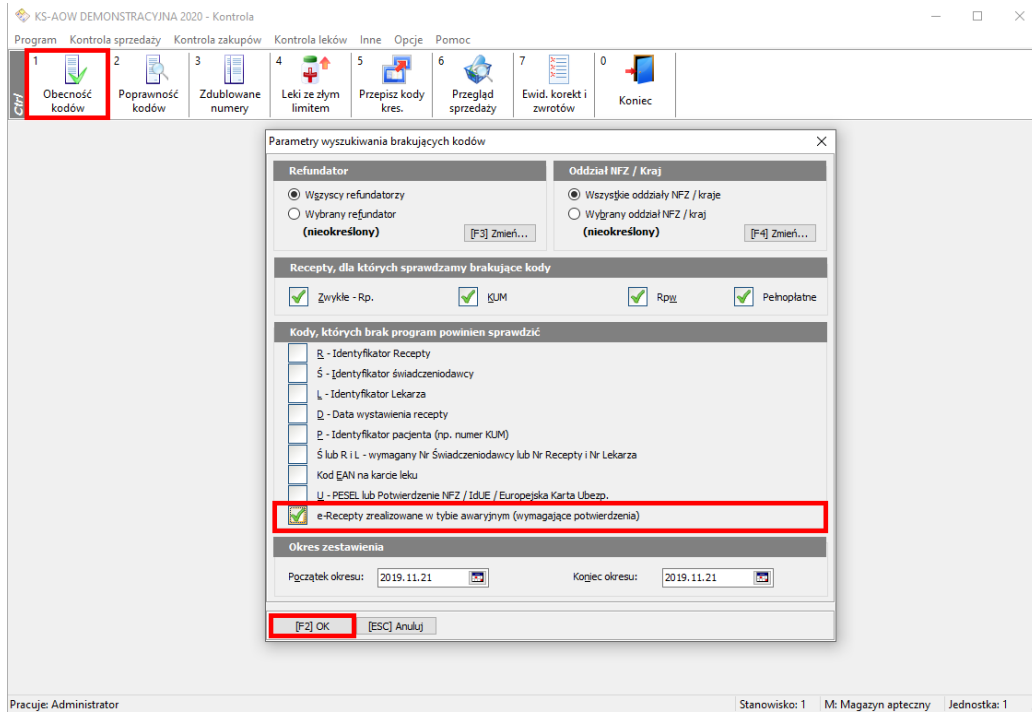 KS-AOW DEMONSTRACYJNA 2020 - Kontrola
Program Kontrola sprzedaży Kontrola zakupów Kontrola leków Inne Opcje Pomoc
Ctrl
1 Obecność kodów
2 Poprawność kodów
3 Zdublowane numery
4 Leki ze złym limitem
5 Przepisz kody kres.
6 Przegląd sprzedaży
7 Ewid. korekt i zwrotów
0 Koniec
Parametry wyszukiwania brakujących kodów
Refundator
Wszyscy refundatorzy
Wybrany refundator
(nieokreślony) [F3] Zmień...
Oddział NFZ / Kraj
Wszystkie oddziały NFZ / kraje
Wybrany oddział NFZ / kraj
(nieokreślony) [F4] Zmień...
Recepty, dla których sprawdzamy brakujące kody
Zwykłe - Rp. KUM Rpw Pełnopłatne
Kody, których brak program powinien sprawdzić
R - Identyfikator Recepty
Ś - Identyfikator świadczeniodawcy
L - Identyfikator Lekarza
D - Data wystawienia recepty
P - Identyfikator pacjenta (np. numer KUM)
Ś lub R i L - wymagany Nr Świadczeniodawcy lub Nr Recepty i Nr Lekarza
Kod EAN na karcie leku
U - PESEL lub Potwierdzenie NFZ / IdUE / Europejska Karta Ubezp.
e-Recepty zrealizowane w tybie awaryjnym (wymagające potwierdzenia)
Okres zestawienia
Początek okresu: 2019.11.21 Koniec okresu: 2019.11.21
[F2] OK [ESC] Anuluj
Pracuje: Administrator Stanowisko: 1 M: Magazyn apteczny Jednostka: 1